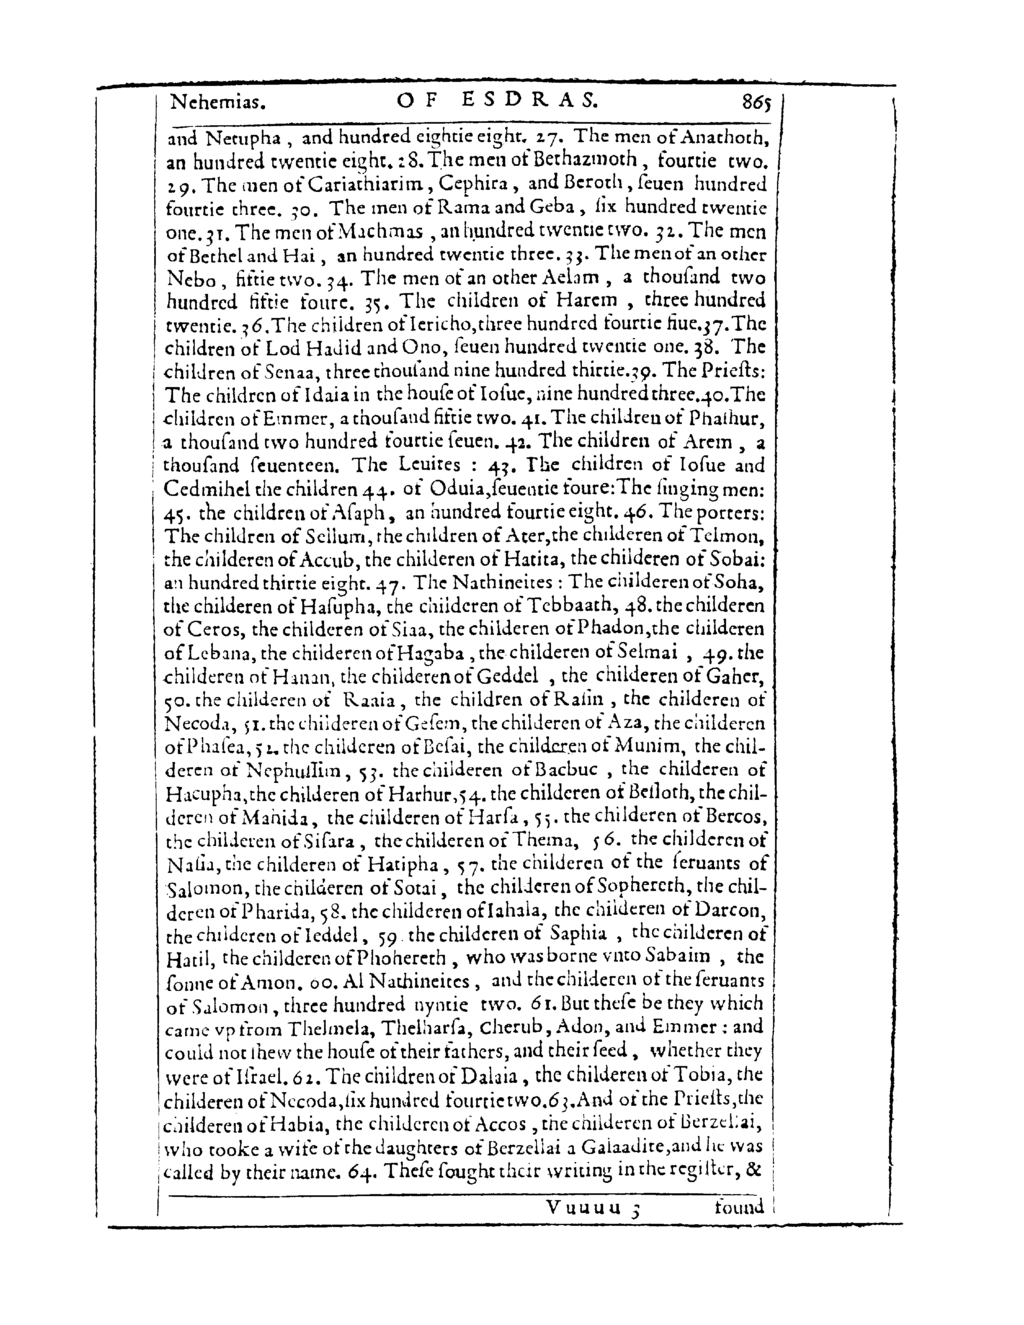 Nehemias. OF ESDRAS. 865
and Netupha , and hundred eightie eight. 27. The men of Anathoth,
an hundred twentie eight. 28. The men of Bethazmoth , fourtie two.
29. The men of Cariathiarim , Cephira , and Beroth , ſeuen hundred
fourtie three. 30. The men of Rama and Geba , ſix hundred twentie
one. 31. The men of Machmas , an hundred twentie two. 32. The men
of Bethel and Hai , an hundred twentie three. 33. The men of an other
Nebo , fiftie two. 34. The men of an other Aelam , a thouſand two
hundred fiftie foure. 35. The children of Harem , three hundred
twentie. 36. The children of Iericho, three hundred fourtie fiue. 37. The
children of Lod Hadid and Ono, ſeuen hundred twentie one. 38. The
children of Senaa, three thouſand nine hundred thirtie. 39. The Prieſts:
The children of Idaia in the houſe of Ioſue, nine hundred three. 40. The
children of Emmer, a thouſand fiftie two. 41. The children of Phaſhur,
a thouſand two hundred fourtie ſeuen. 42. The children of Arem , a
thouſand ſeuenteen. The Leuites : 43. The children of Ioſue and
Cedmihel the children 44. of Oduia, ſeuentie foure: The ſinging men:
45. the children of Aſaph , an hundred fourtie eight. 46. The porters:
The children of Sellum, the children of Ater, the childeren of Telmon,
the childeren of Accub, the childeren of Hatita, the childeren of Sobai:
an hundred thirtie eight. 47. The Nathineites : The childeren of Soha,
the childeren of Haſupha, the childeren of Tebbaath, 48. the childeren
of Ceros, the childeren of Siaa, the childeren of Phadon, the childeren
of Lebana, the childeren of Hagaba , the childeren of Selmai , 49. the
childeren of Hanan, the childeren of Geddel , the childeren of Gaher,
50. the childeren of Raaia , the children of Raſin , the childeren of
Necoda, 51. the childeren of Geſem, the childeren of Aza, the childeren
of Phaſea, 52. the childeren of Beſai, the childeren of Munim, the chil-
deren of Nephuſſim, 53. the childeren of Bacbuc , the childeren of
Hacupha, the childeren of Harhur, 54. the childeren of Beſloth, the chil-
deren of Mahida , the childeren of Harſa , 55. the childeren of Bercos,
the childeren of Siſara , the childeren of Thema, 56. the childeren of
Naſia, the childeren of Hatipha , 57. the childeren of the ſeruants of
Salomon, the childeren of Sotai , the childeren of Sophereth, the chil-
deren of Pharida, 58. the childeren of Iahala, the childeren of Darcon,
the childeren of Ieddel , 59. the childeren of Saphia , the childeren of
Hatil, the childeren of Phohereth , who was borne vnto Sabaim , the
ſonne of Amon. 60. Al Nathineites , and the childeren of the ſeruants
of Salomon , three hundred nyntie two. 61. But theſe be they which
came vp from Thelmela, Thelharſa, Cherub, Adon, and Emmer : and
could not ſhew the houſe of their fathers, and their ſeed , whether they
were of Iſrael. 62. The children of Dalaia , the childeren of Tobia, the
childeren of Necoda, ſix hundred fourtie two. 63. And of the Prieſts, the
childeren of Habia, the childeren of Accos , the childeren of Berzellai,
who tooke a wife of the daughters of Berzellai a Galaadite, and he was
called by their name. 64. Theſe ſought their writing in the regiſter, &
Vuuuu 3 found